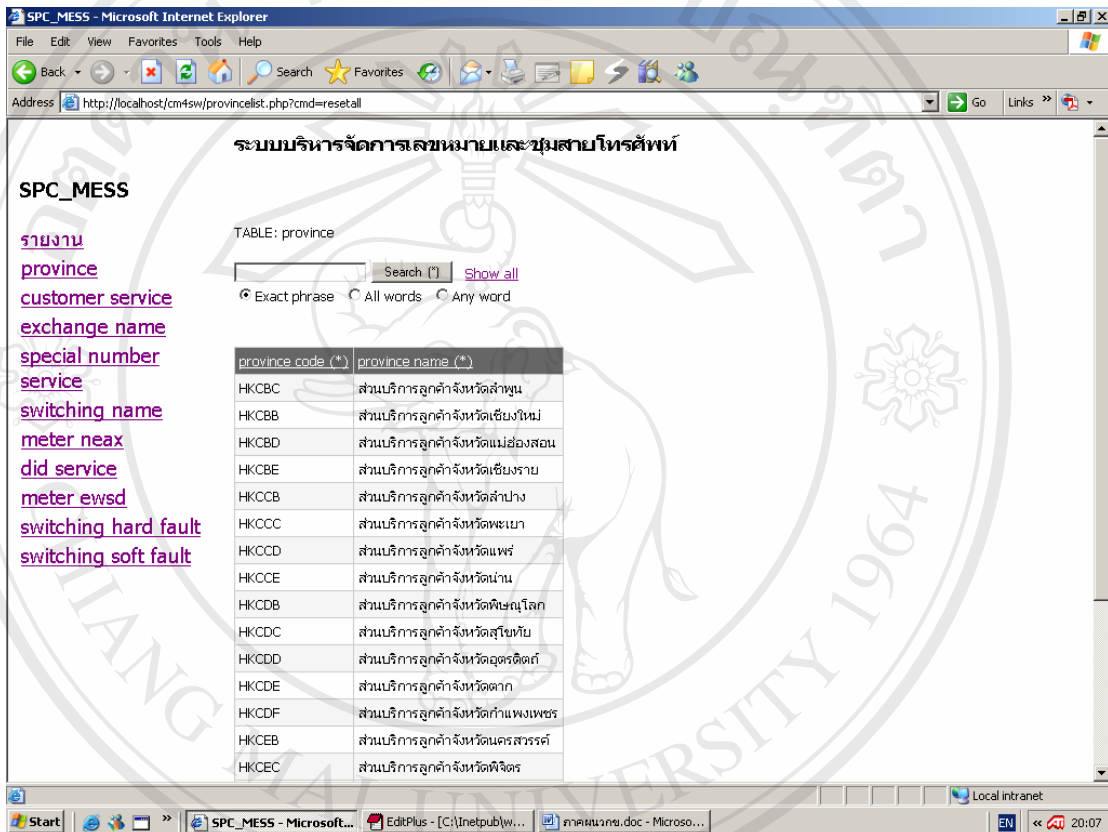 SPC_MESS - Microsoft Internet Explorer
File Edit View Favorites Tools Help
Back Search Favorites
Address http://localhost/cm4sw/provincelist.php?cmd=resetall Go Links »
ระบบบริหารจัดการเลขหมายและชุมสายโทรศัพท์
SPC_MESS
รายงาน
province
customer service
exchange name
special number
service
switching name
meter neax
did service
meter ewsd
switching hard fault
switching soft fault
TABLE: province
Search (*) Show all
Exact phrase All words Any word
province code (*) province name (*)
HKCBC ส่วนบริการลูกค้าจังหวัดลำพูน
HKCBB ส่วนบริการลูกค้าจังหวัดเชียงใหม่
HKCBD ส่วนบริการลูกค้าจังหวัดแม่ฮ่องสอน
HKCBE ส่วนบริการลูกค้าจังหวัดเชียงราย
HKCCB ส่วนบริการลูกค้าจังหวัดลำปาง
HKCCC ส่วนบริการลูกค้าจังหวัดพะเยา
HKCCD ส่วนบริการลูกค้าจังหวัดแพร่
HKCCE ส่วนบริการลูกค้าจังหวัดน่าน
HKCDB ส่วนบริการลูกค้าจังหวัดพิษณุโลก
HKCDC ส่วนบริการลูกค้าจังหวัดสุโขทัย
HKCDD ส่วนบริการลูกค้าจังหวัดอุตรดิตถ์
HKCDE ส่วนบริการลูกค้าจังหวัดตาก
HKCDF ส่วนบริการลูกค้าจังหวัดกำแพงเพชร
HKCEB ส่วนบริการลูกค้าจังหวัดนครสวรรค์
HKCEC ส่วนบริการลูกค้าจังหวัดพิจิตร
CHIANG MAI UNIVERSITY 1964
Local intranet
Start » SPC_MESS - Microsoft... EditPlus - [C:\Inetpub\w... ภาคผนวกข.doc - Microso... EN « 20:07